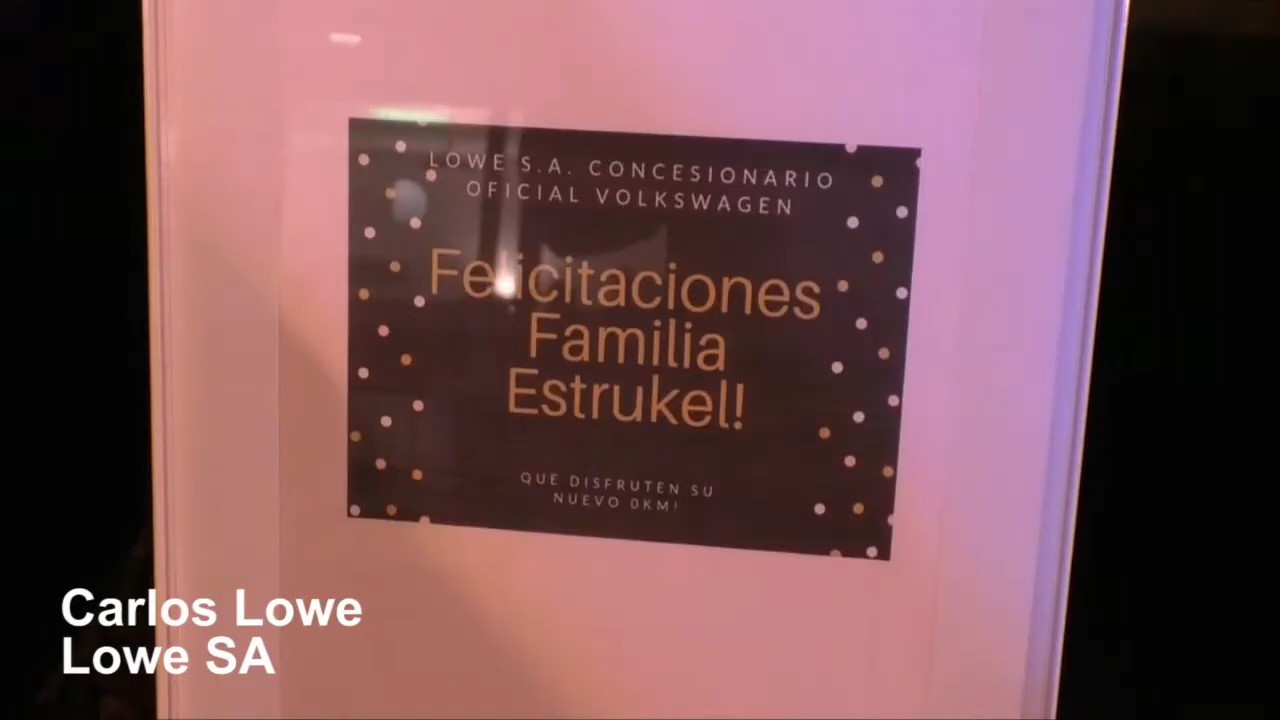 LOWE S.A. CONCESIONARIO
OFICIAL VOLKSWAGEN
Felicitaciones
Familia
Estrukel!
QUE DISFRUTEN SU
NUEVO 0KM!
Carlos Lowe
Lowe SA